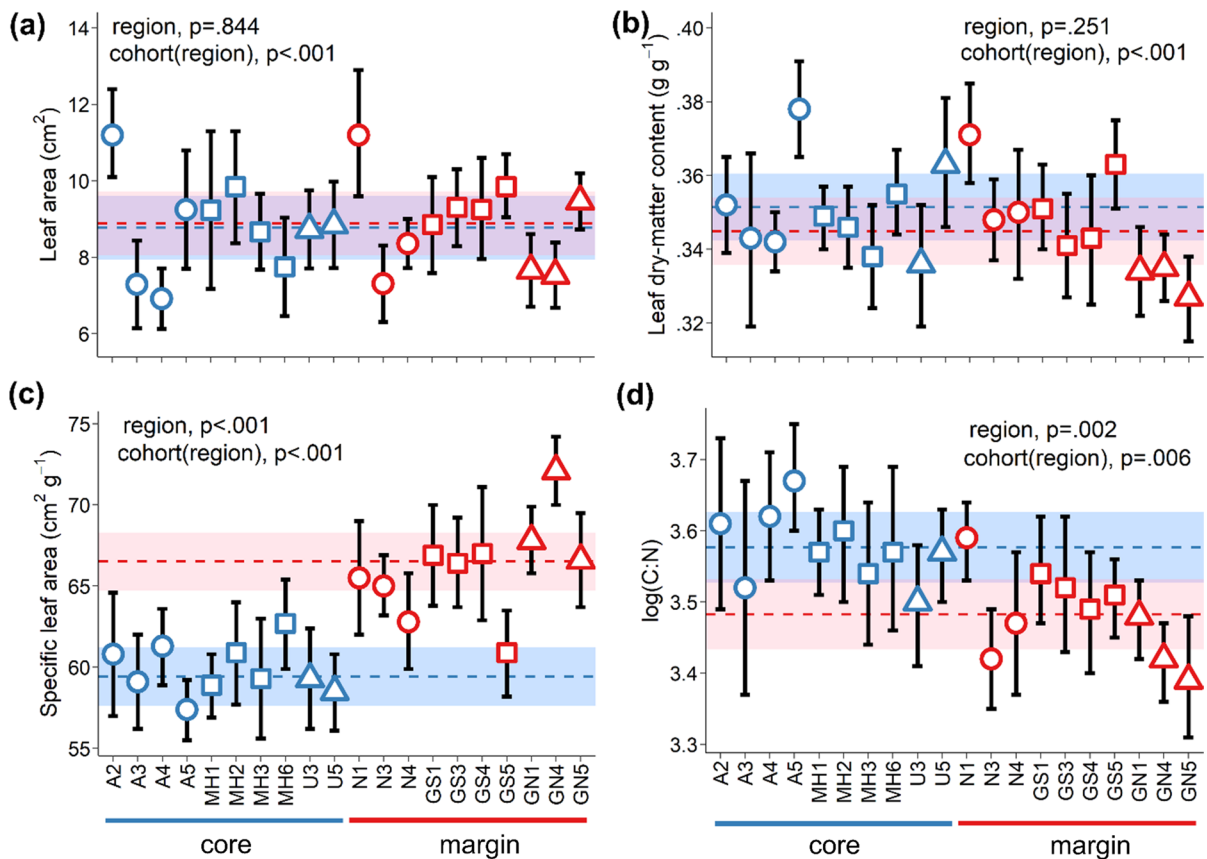 (a)
region, p=.844
cohort(region), p<.001
Leaf area (cm²)
14
12
10
8
6
(b)
region, p=.251
cohort(region), p<.001
Leaf dry-matter content (g g⁻¹)
.40
.38
.36
.34
.32
(c)
region, p<.001
cohort(region), p<.001
Specific leaf area (cm² g⁻¹)
75
70
65
60
55
A2 A3 A4 A5 MH1 MH2 MH3 MH6 U3 U5 N1 N3 N4 GS1 GS3 GS4 GS5 GN1 GN4 GN5
core margin
(d)
region, p=.002
cohort(region), p=.006
log(C:N)
3.7
3.6
3.5
3.4
3.3
A2 A3 A4 A5 MH1 MH2 MH3 MH6 U3 U5 N1 N3 N4 GS1 GS3 GS4 GS5 GN1 GN4 GN5
core margin